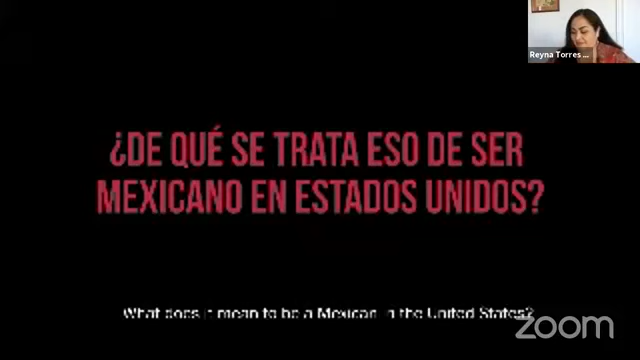 Reyna Torres ...
¿DE QUÉ SE TRATA ESO DE SER
MEXICANO EN ESTADOS UNIDOS?
What does it mean to be a Mexican in the United States?
zoom